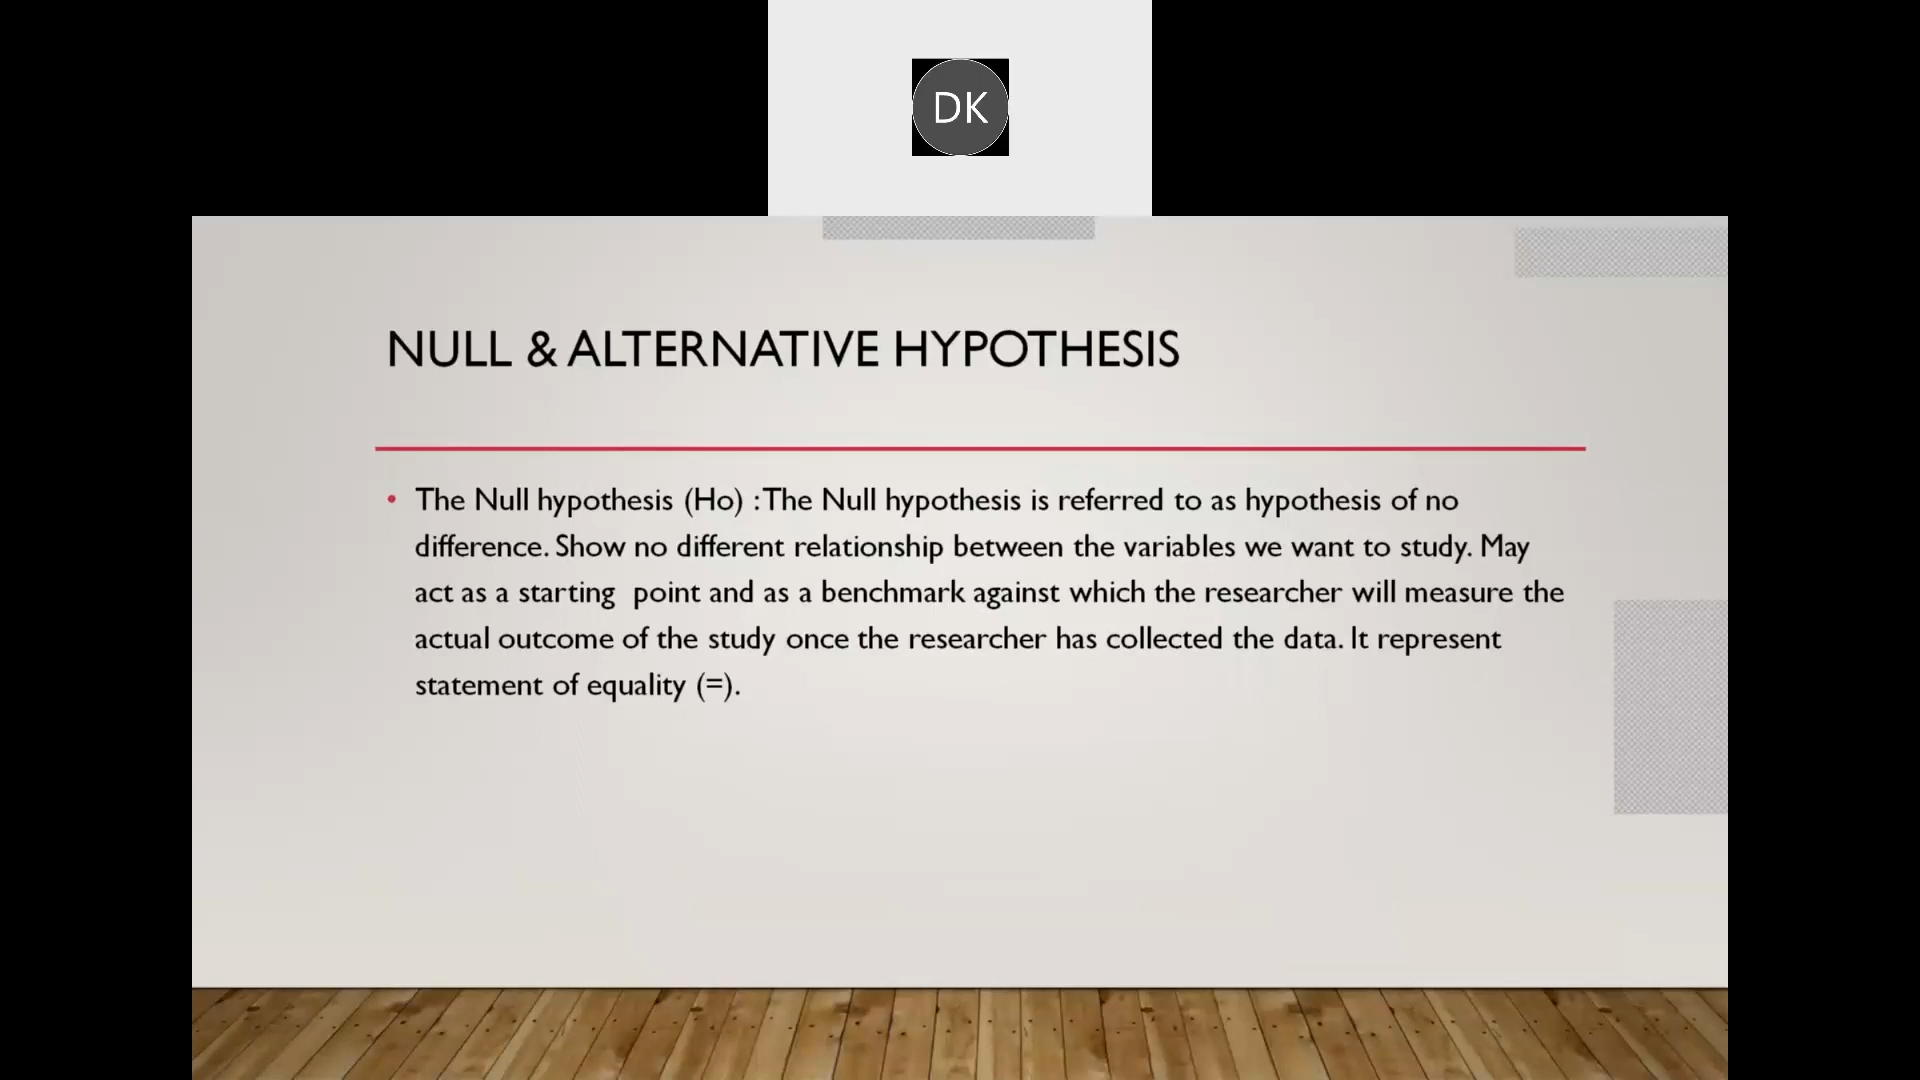 DK
NULL & ALTERNATIVE HYPOTHESIS
• The Null hypothesis (Ho) :The Null hypothesis is referred to as hypothesis of no
difference. Show no different relationship between the variables we want to study. May
act as a starting  point and as a benchmark against which the researcher will measure the
actual outcome of the study once the researcher has collected the data. It represent
statement of equality (=).